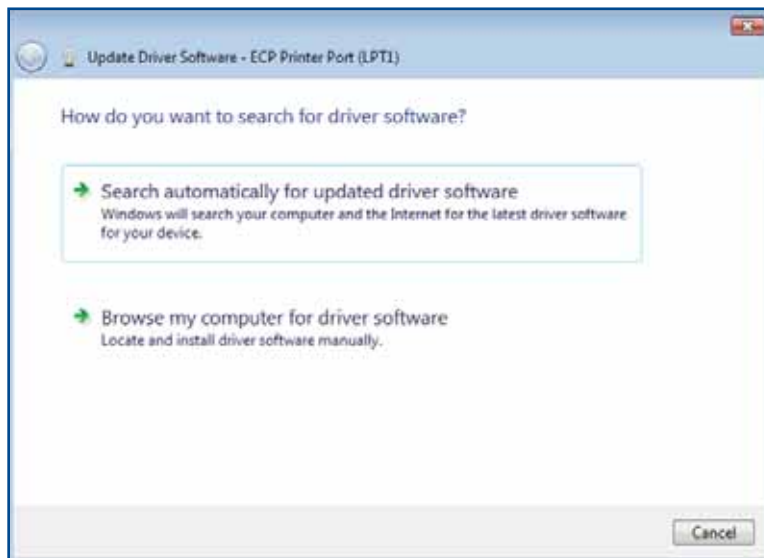 Update Driver Software - ECP Printer Port (LPT1)
How do you want to search for driver software?
Search automatically for updated driver software
Windows will search your computer and the Internet for the latest driver software
for your device.
Browse my computer for driver software
Locate and install driver software manually.
Cancel